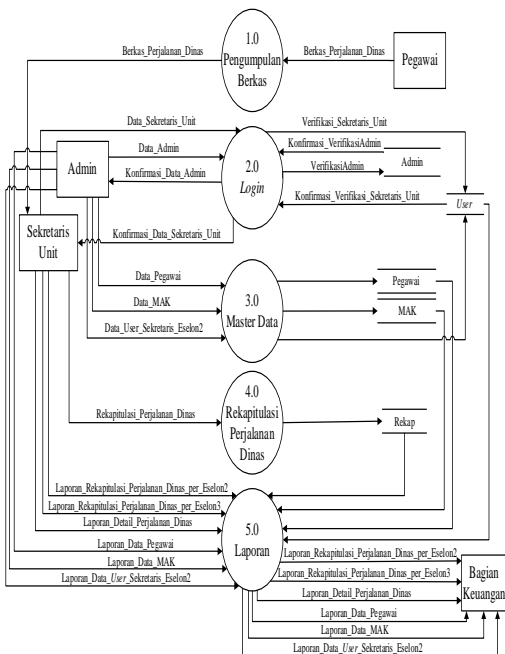 1.0
Pengumpulan
Berkas
Berkas_Perjalanan_Dinas
Berkas_Perjalanan_Dinas
Pegawai
Data_Sekretaris_Unit
Verifikasi_Sekretaris_Unit
Admin
Data_Admin
Konfirmasi_Data_Admin
2.0
Login
Konfirmasi_VerifikasiAdmin
VerifikasiAdmin
Admin
Konfirmasi_Verifikasi_Sekretaris_Unit
User
Sekretaris
Unit
Konfirmasi_Data_Sekretaris_Unit
Data_Pegawai
Data_MAK
Data_User_Sekretaris_Eselon2
3.0
Master Data
Pegawai
MAK
Rekapitulasi_Perjalanan_Dinas
4.0
Rekapitulasi
Perjalanan
Dinas
Rekap
Laporan_Rekapitulasi_Perjalanan_Dinas_per_Eselon2
Laporan_Rekapitulasi_Perjalanan_Dinas_per_Eselon3
Laporan_Detail_Perjalanan_Dinas
Laporan_Data_Pegawai
Laporan_Data_MAK
Laporan_Data_User_Sekretaris_Eselon2
5.0
Laporan
Laporan_Rekapitulasi_Perjalanan_Dinas_per_Eselon2
Laporan_Rekapitulasi_Perjalanan_Dinas_per_Eselon3
Laporan_Detail_Perjalanan_Dinas
Laporan_Data_Pegawai
Laporan_Data_MAK
Laporan_Data_User_Sekretaris_Eselon2
Bagian
Keuangan